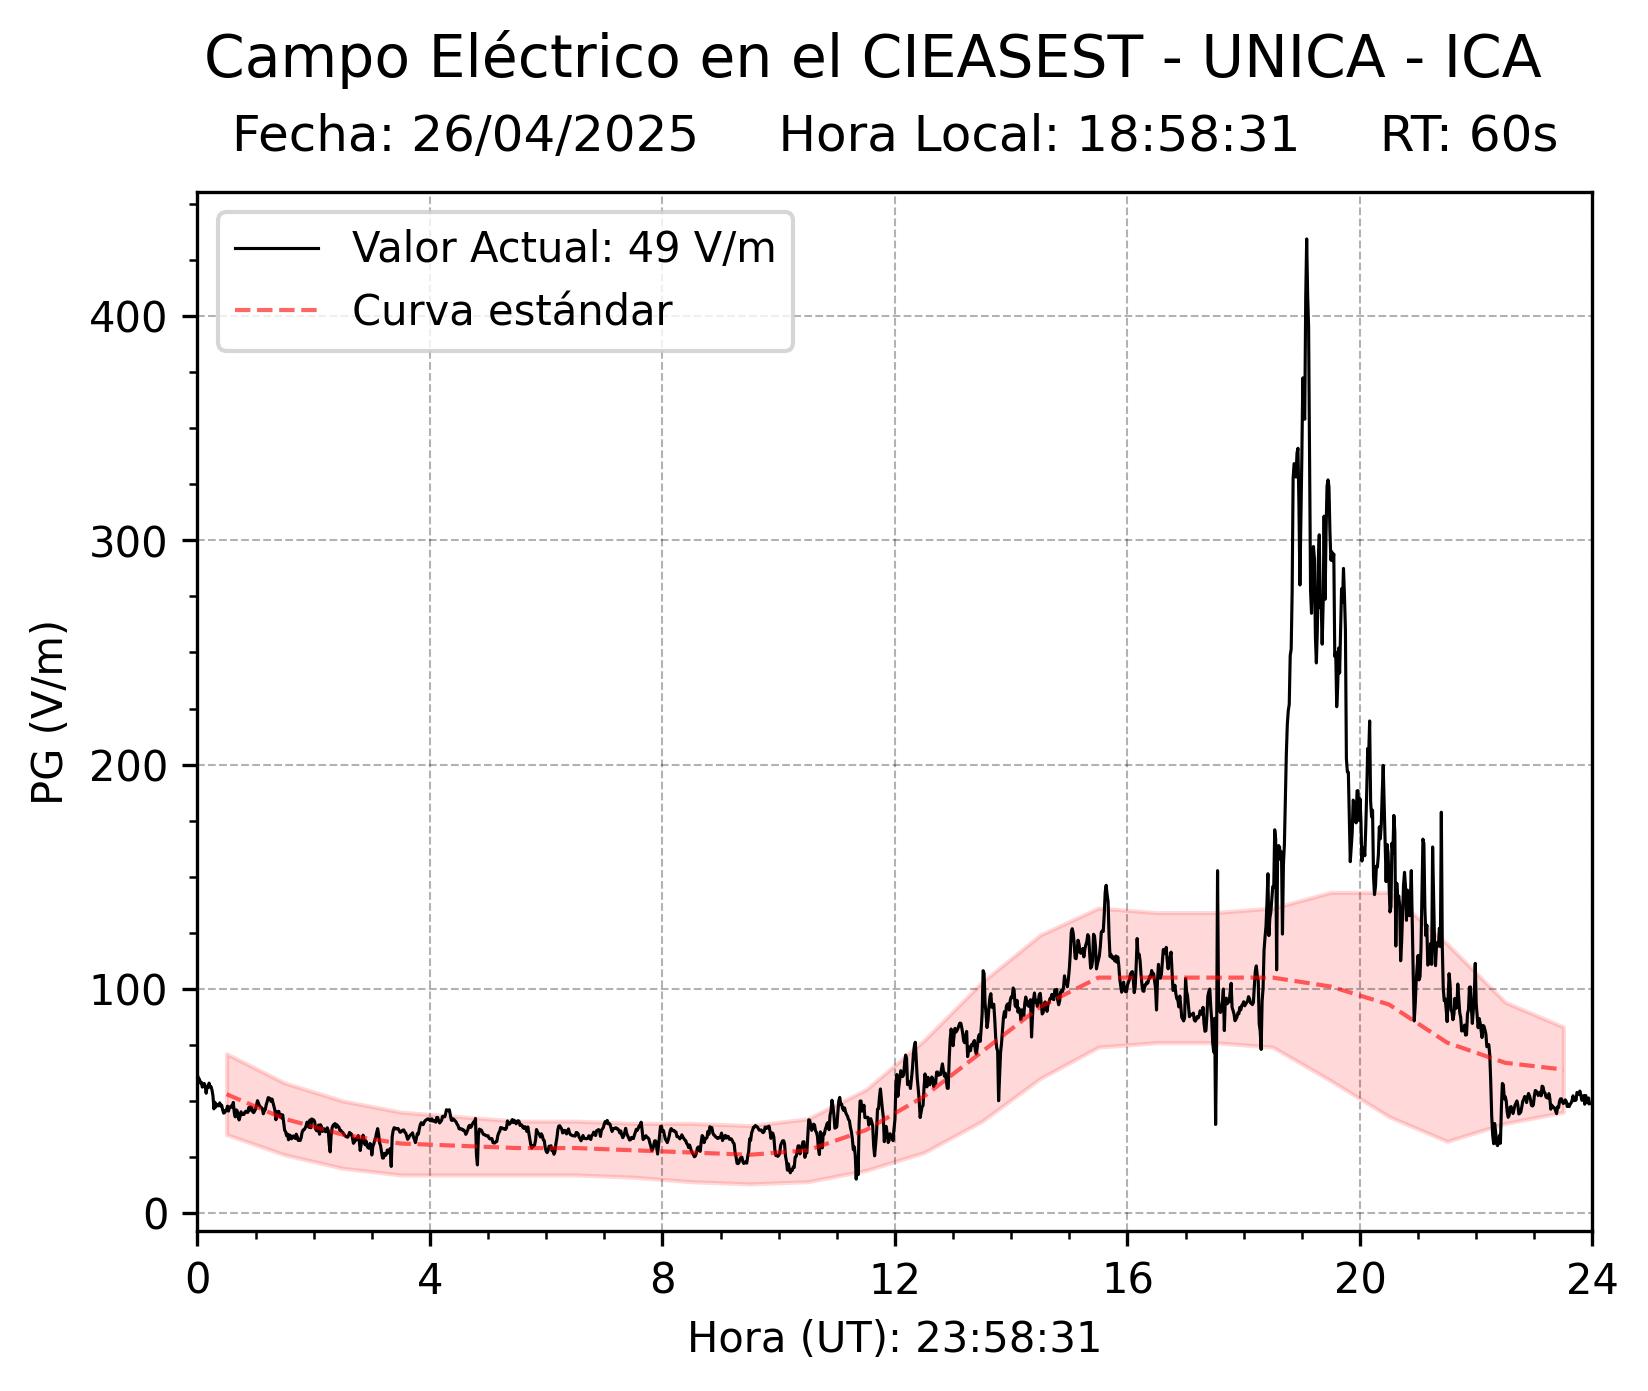 Campo Eléctrico en el CIEASEST - UNICA - ICA
Fecha: 26/04/2025 Hora Local: 18:58:31 RT: 60s
Valor Actual: 49 V/m
Curva estándar
PG (V/m)
400
300
200
100
0
0 4 8 12 16 20 24
Hora (UT): 23:58:31